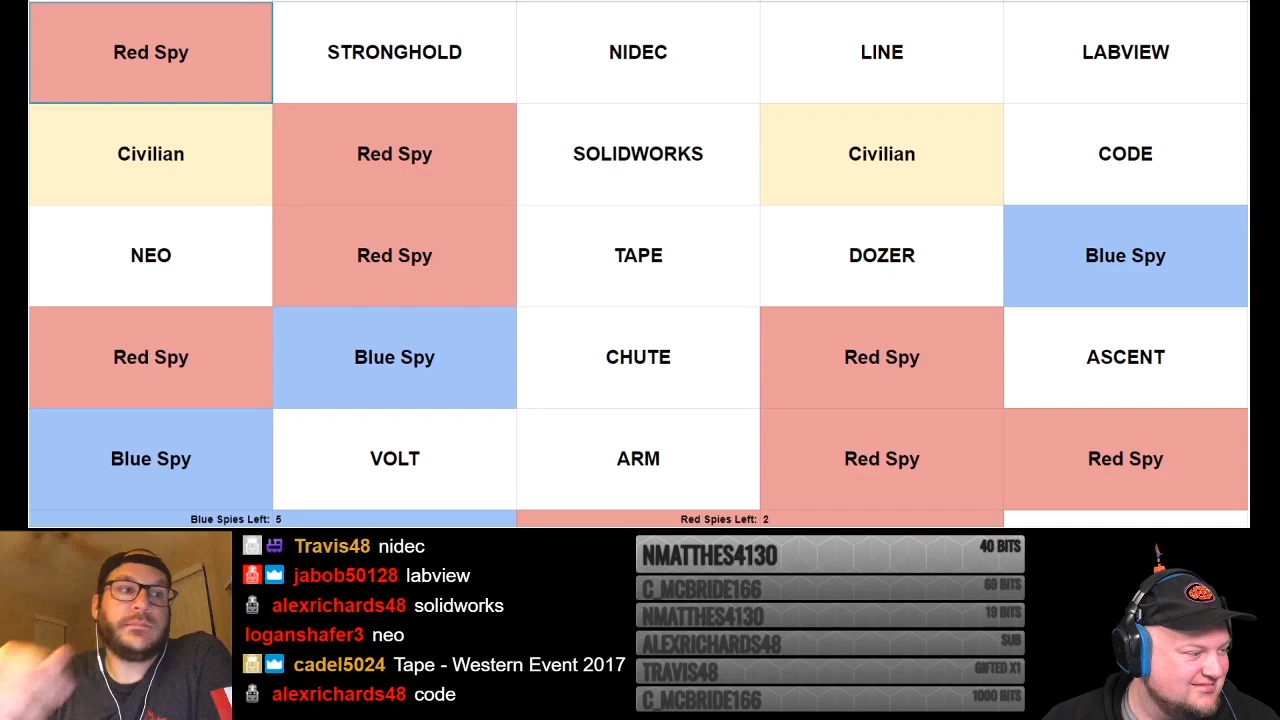 Red Spy STRONGHOLD NIDEC LINE LABVIEW
Civilian Red Spy SOLIDWORKS Civilian CODE
NEO Red Spy TAPE DOZER Blue Spy
Red Spy Blue Spy CHUTE Red Spy ASCENT
Blue Spy VOLT ARM Red Spy Red Spy
Blue Spies Left: 5 Red Spies Left: 2
Travis48 nidec
jabob50128 labview
alexrichards48 solidworks
loganshafer3 neo
cadel5024 Tape - Western Event 2017
alexrichards48 code
NMATTHES4130 40 BITS
C_MCBRIDE166 69 BITS
NMATTHES4130 19 BITS
ALEXRICHARDS48 SUB
TRAVIS48 GIFTED X1
C_MCBRIDE166 1000 BITS